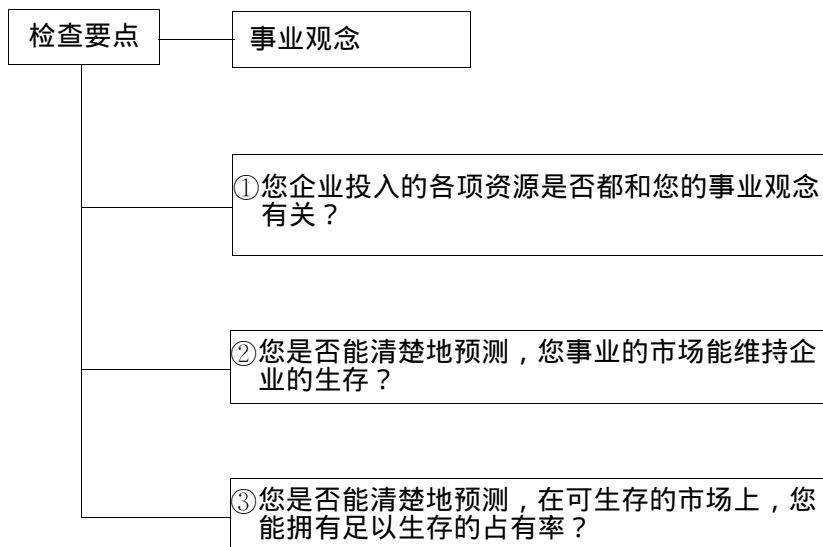 检查要点
事业观念
①您企业投入的各项资源是否都和您的事业观念
有关？
②您是否能清楚地预测，您事业的市场能维持企
业的生存？
③您是否能清楚地预测，在可生存的市场上，您
能拥有足以生存的占有率？